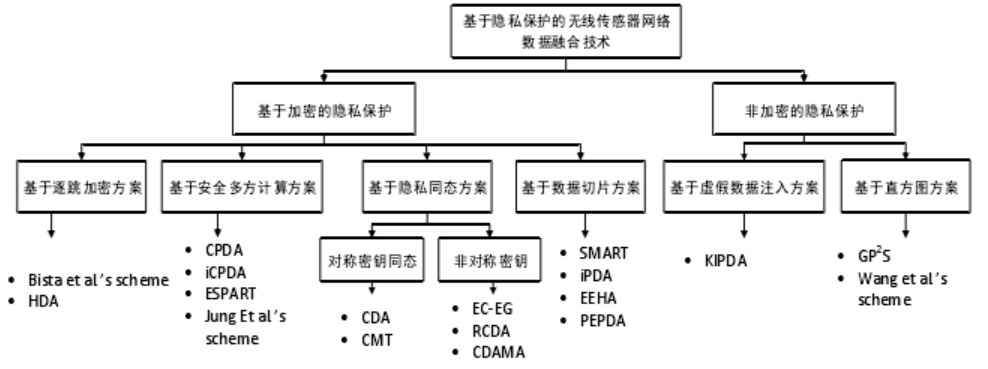 基于隐私保护的无线传感器网络
数据融合技术
基于加密的隐私保护
非加密的隐私保护
基于逐跳加密方案
基于安全多方计算方案
基于隐私同态方案
基于数据切片方案
基于虚假数据注入方案
基于直方图方案
• Bista et al's scheme
• HDA
• CPDA
• iCPDA
• ESPART
• Jung Et al's
scheme
对称密钥同态
非对称密钥
• CDA
• CMT
• EC-EG
• RCDA
• CDAMA
• SMART
• iPDA
• EEHA
• PEPDA
• KIPDA
• GP²S
• Wang et al's
scheme